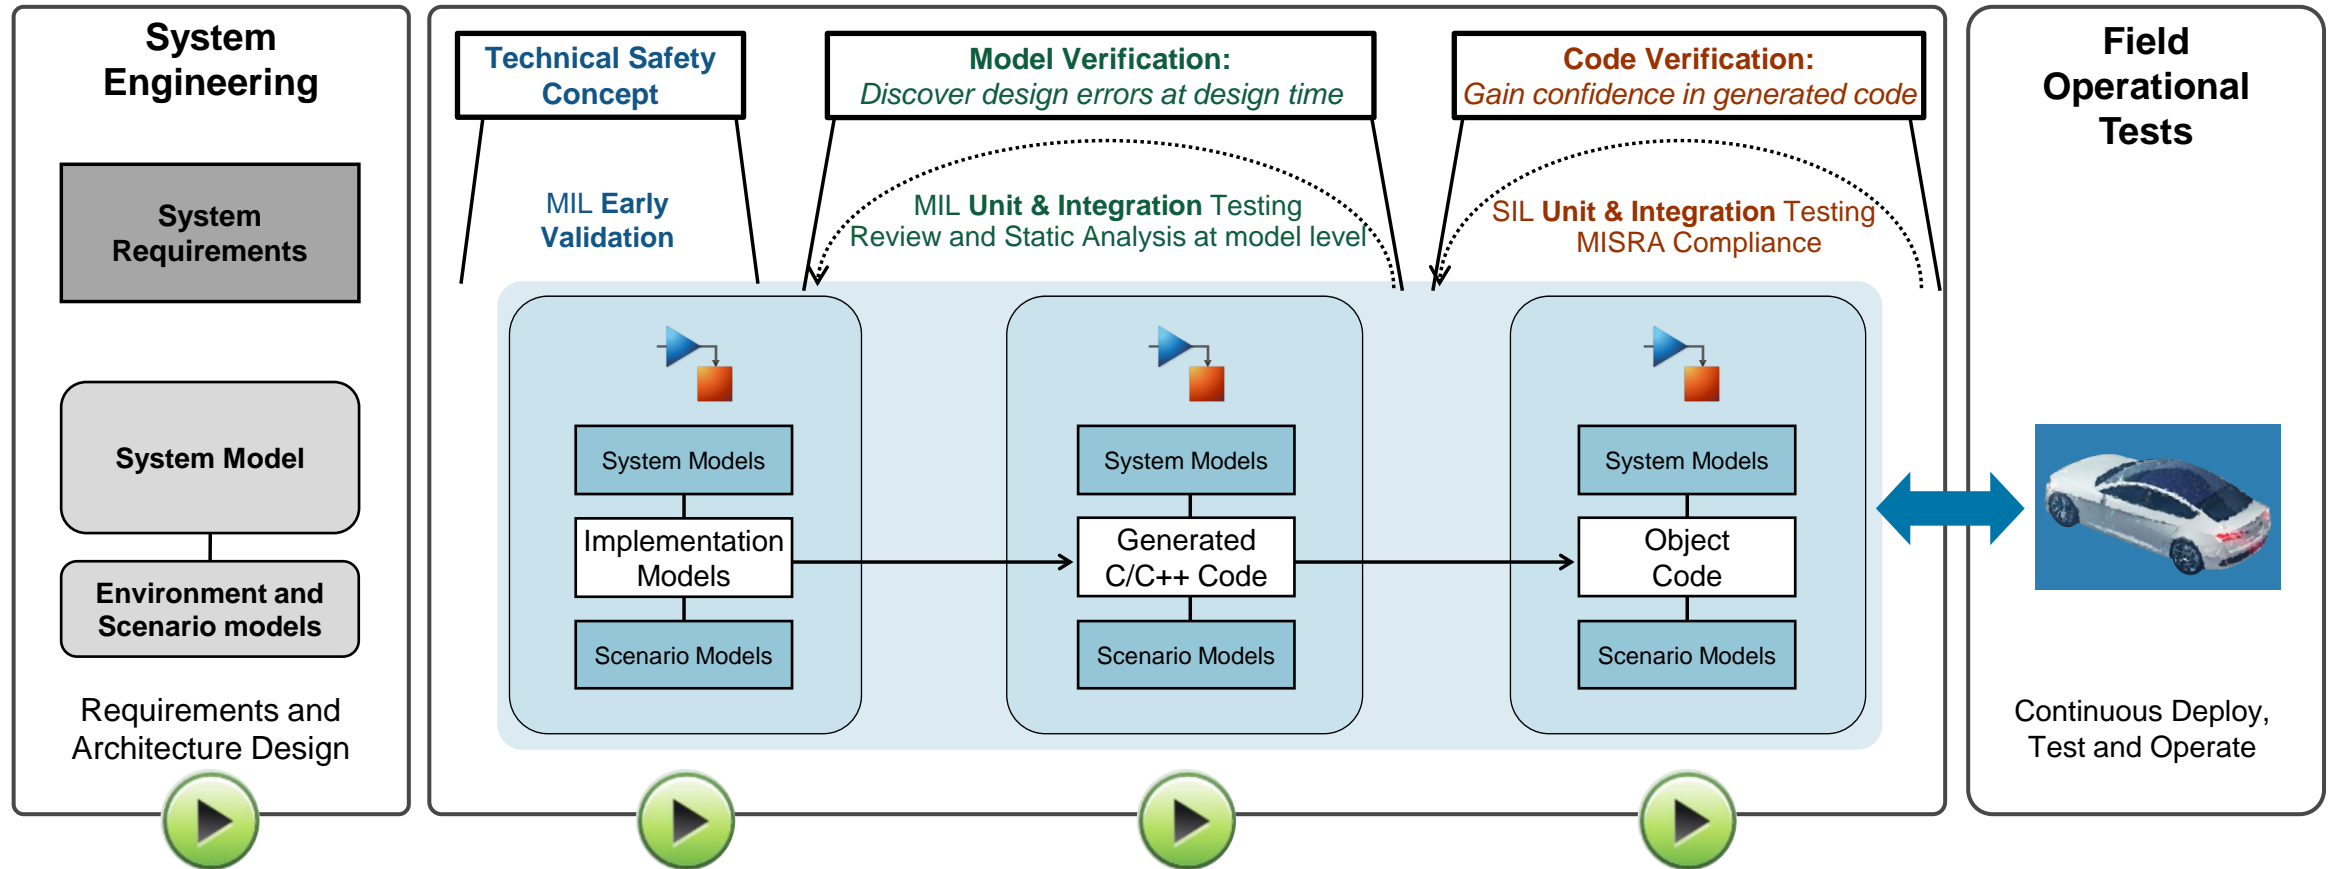 System
Engineering
System
Requirements
System Model
Environment and
Scenario models
Requirements and
Architecture Design
Technical Safety
Concept
MIL Early
Validation
Model Verification:
Discover design errors at design time
MIL Unit & Integration Testing
Review and Static Analysis at model level
Code Verification:
Gain confidence in generated code
SIL Unit & Integration Testing
MISRA Compliance
System Models
Implementation
Models
Scenario Models
System Models
Generated
C/C++ Code
Scenario Models
System Models
Object
Code
Scenario Models
Field
Operational
Tests
Continuous Deploy,
Test and Operate